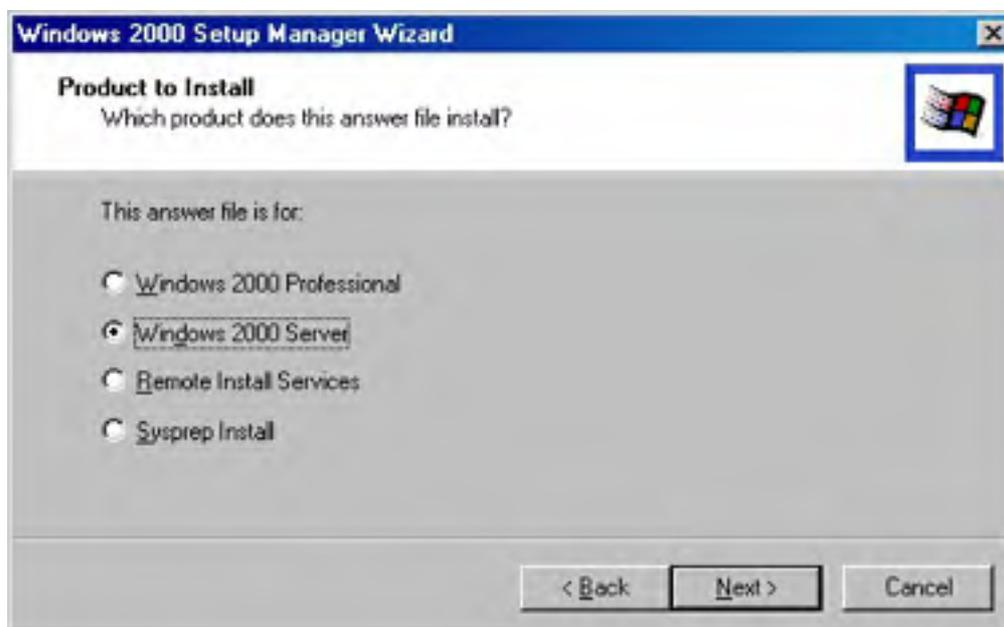 Windows 2000 Setup Manager Wizard
Product to Install
Which product does this answer file install?
This answer file is for:
Windows 2000 Professional
Windows 2000 Server
Remote Install Services
Sysprep Install
< Back
Next >
Cancel